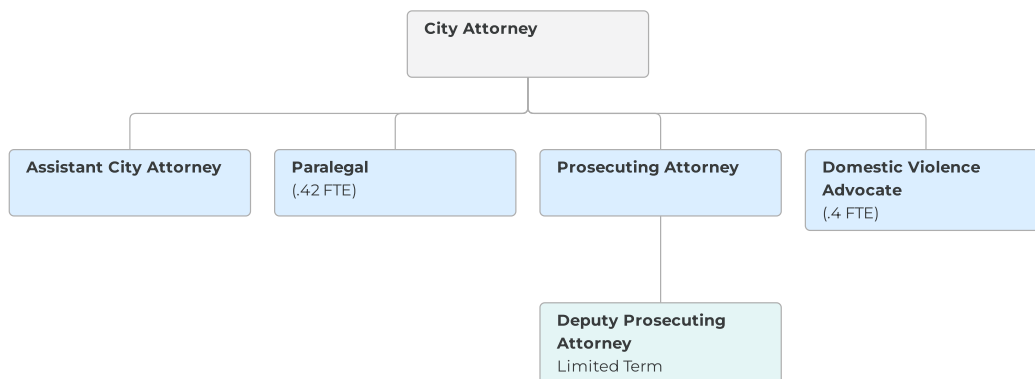 City Attorney
Assistant City Attorney
Paralegal
(.42 FTE)
Prosecuting Attorney
Domestic Violence
Advocate
(.4 FTE)
Deputy Prosecuting
Attorney
Limited Term